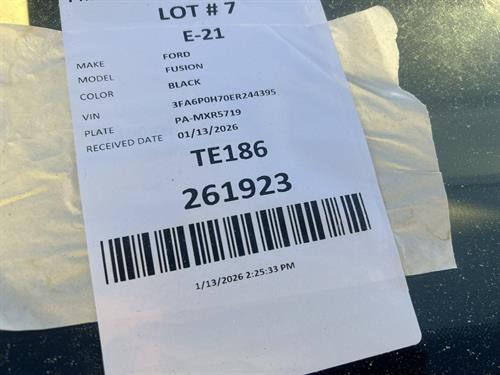 LOT # 7
E-21
MAKE FORD
MODEL FUSION
COLOR BLACK
VIN 3FA6P0H70ER244395
PLATE PA-MXR5719
RECEIVED DATE 01/13/2026
TE186
261923
1/13/2026 2:25:33 PM